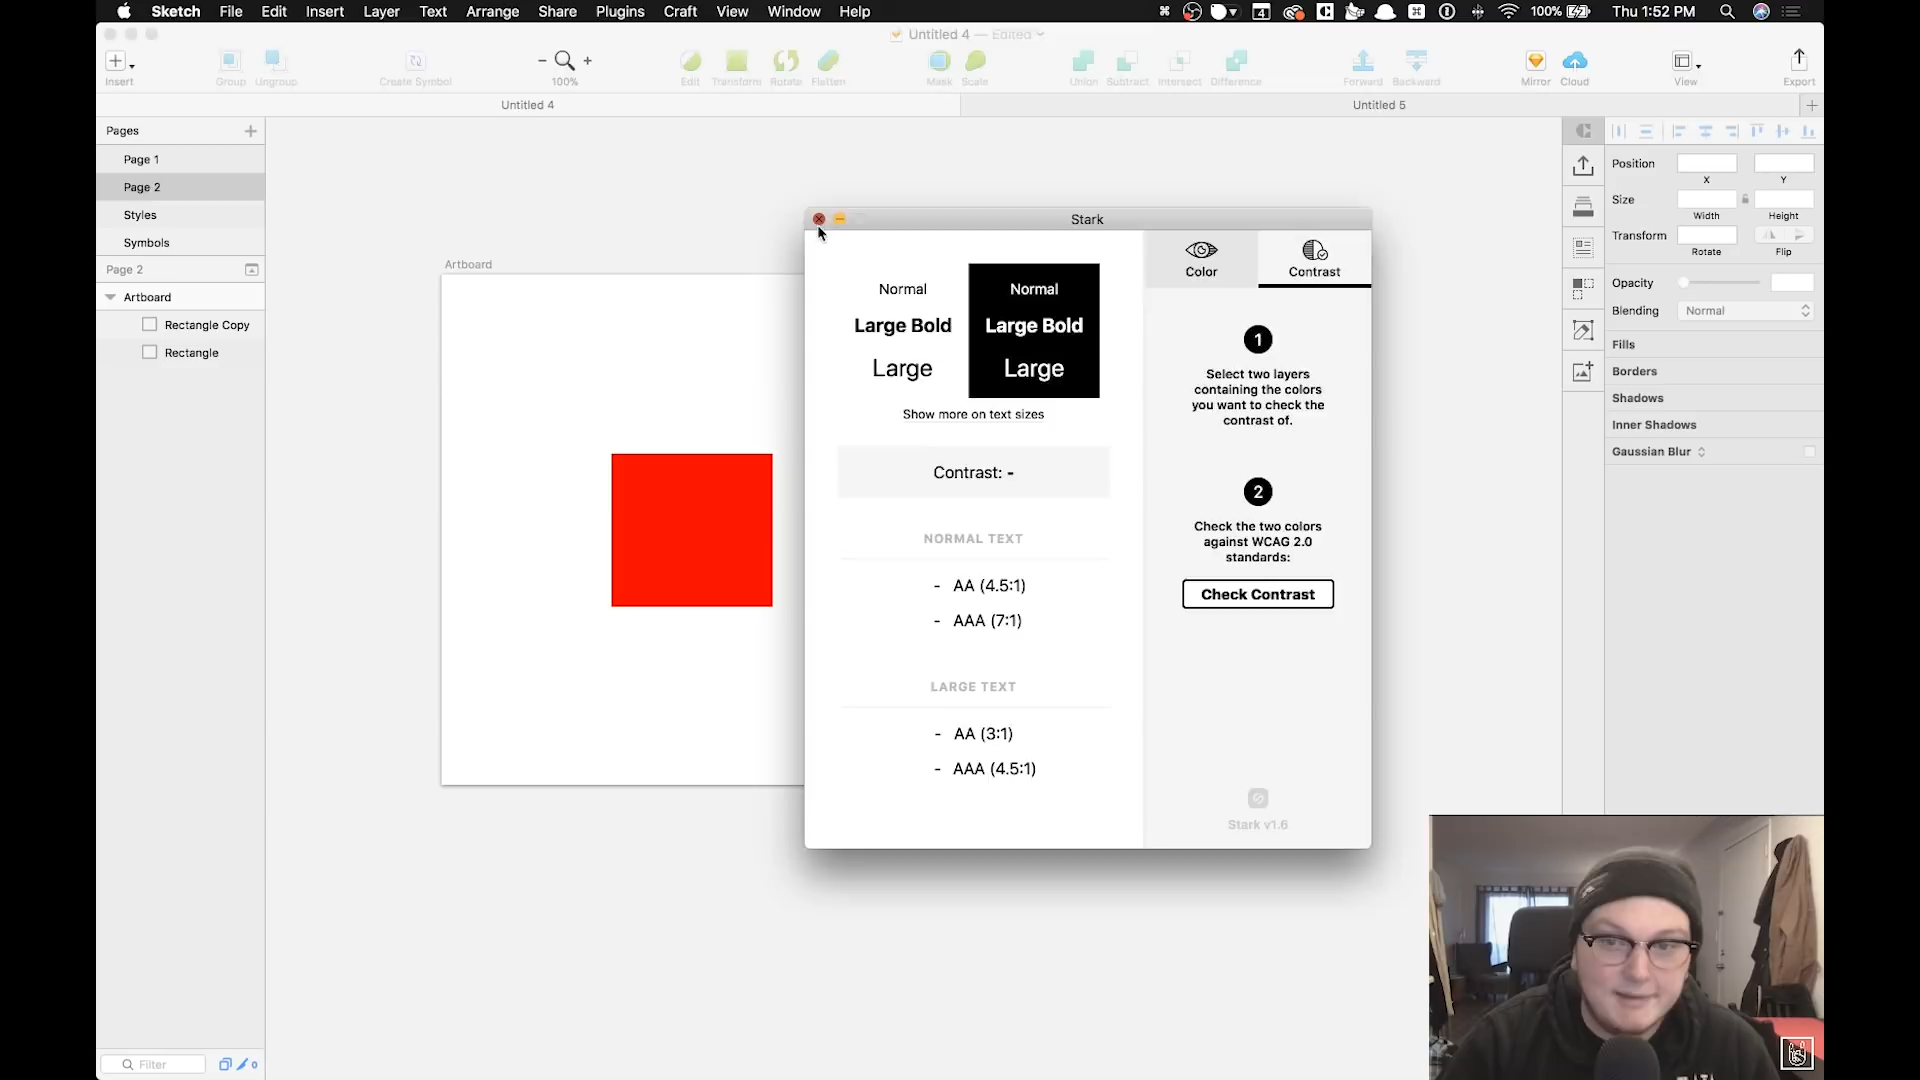 Sketch File Edit Insert Layer Text Arrange Share Plugins Craft View Window Help 100% Thu 1:52 PM
Untitled 4 — Edited
Insert Group Ungroup Create Symbol 100% Edit Transform Rotate Flatten Mask Scale Union Subtract Intersect Difference Forward Backward Mirror Cloud View Export
Untitled 4 Untitled 5
Pages
Page 1
Page 2
Styles
Symbols
Page 2
Artboard
Rectangle Copy
Rectangle
Filter 0
Artboard
Stark
Normal Normal
Large Bold Large Bold
Large Large
Show more on text sizes
Contrast: -
NORMAL TEXT
- AA (4.5:1)
- AAA (7:1)
LARGE TEXT
- AA (3:1)
- AAA (4.5:1)
Color Contrast
1
Select two layers
containing the colors
you want to check the
contrast of.
2
Check the two colors
against WCAG 2.0
standards:
Check Contrast
Stark v1.6
Position
X Y
Size
Width Height
Transform
Rotate Flip
Opacity
Blending Normal
Fills
Borders
Shadows
Inner Shadows
Gaussian Blur